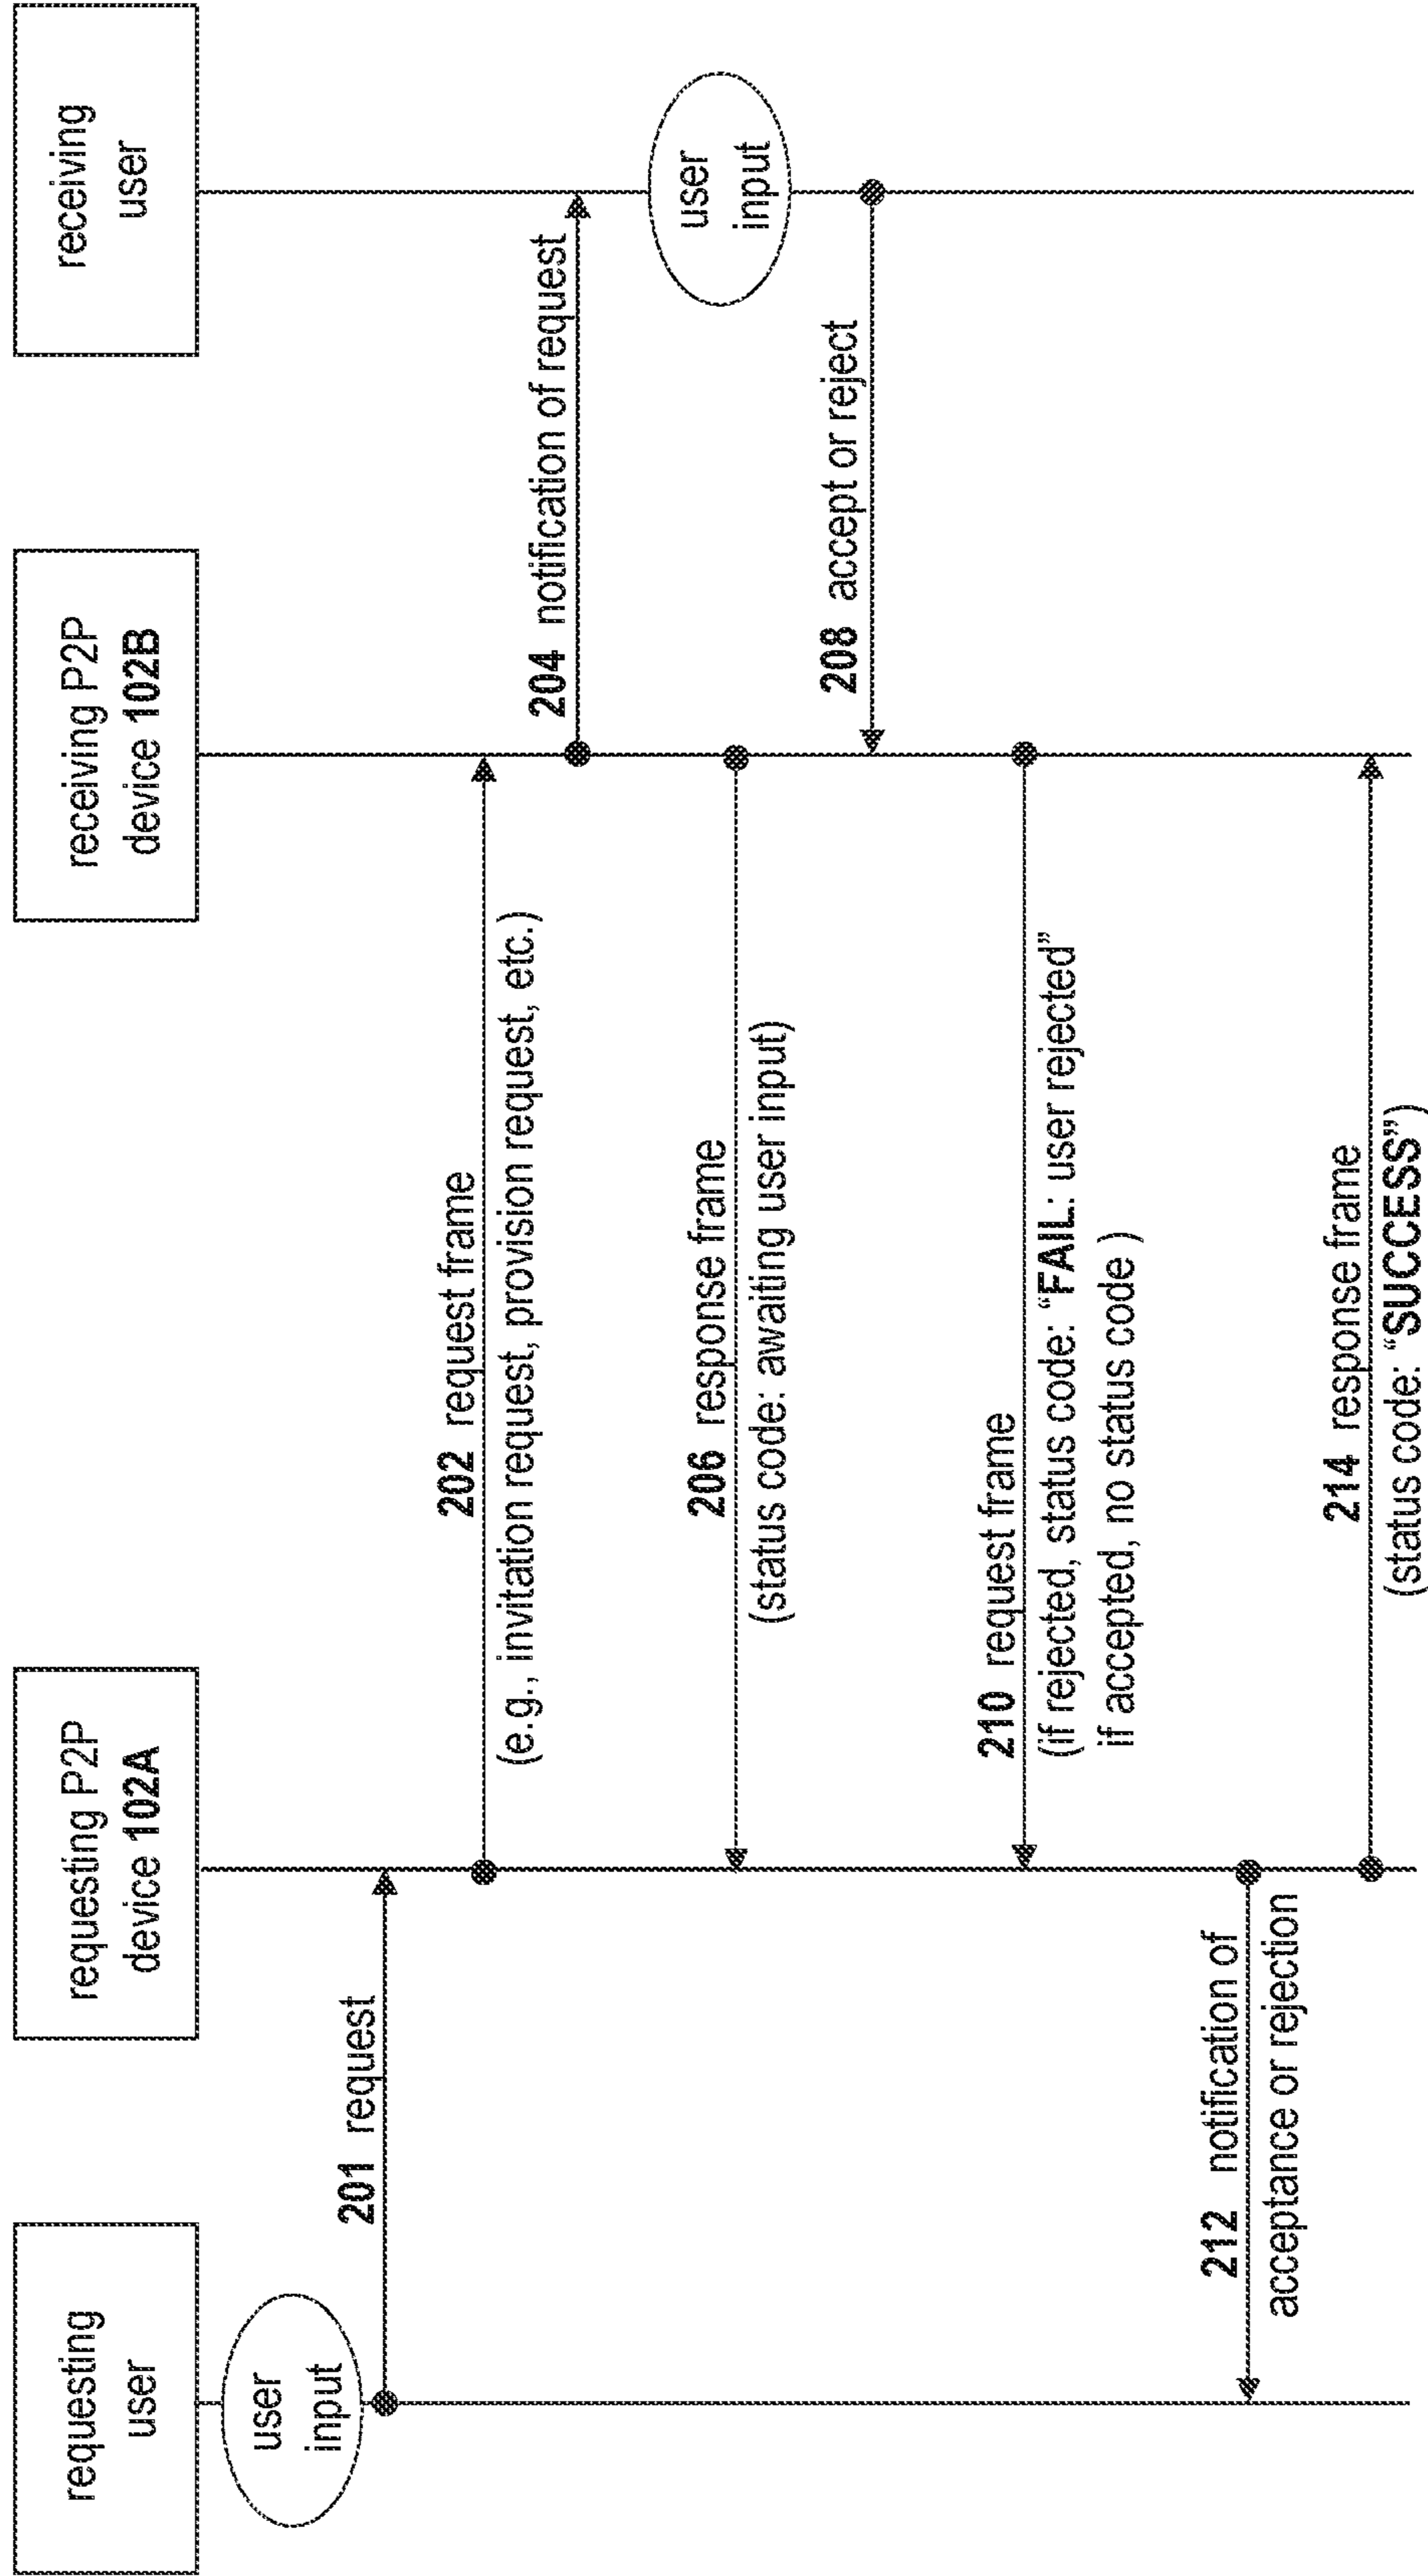 requesting
user
requesting P2P
device 102A
receiving P2P
device 102B
receiving
user
user
input
201 request
202 request frame
(e.g., invitation request, provision request, etc.)
204 notification of request
206 response frame
(status code: awaiting user input)
user
input
208 accept or reject
210 request frame
(if rejected, status code: “FAIL: user rejected”
if accepted, no status code )
212 notification of
acceptance or rejection
214 response frame
(status code: “SUCCESS”)